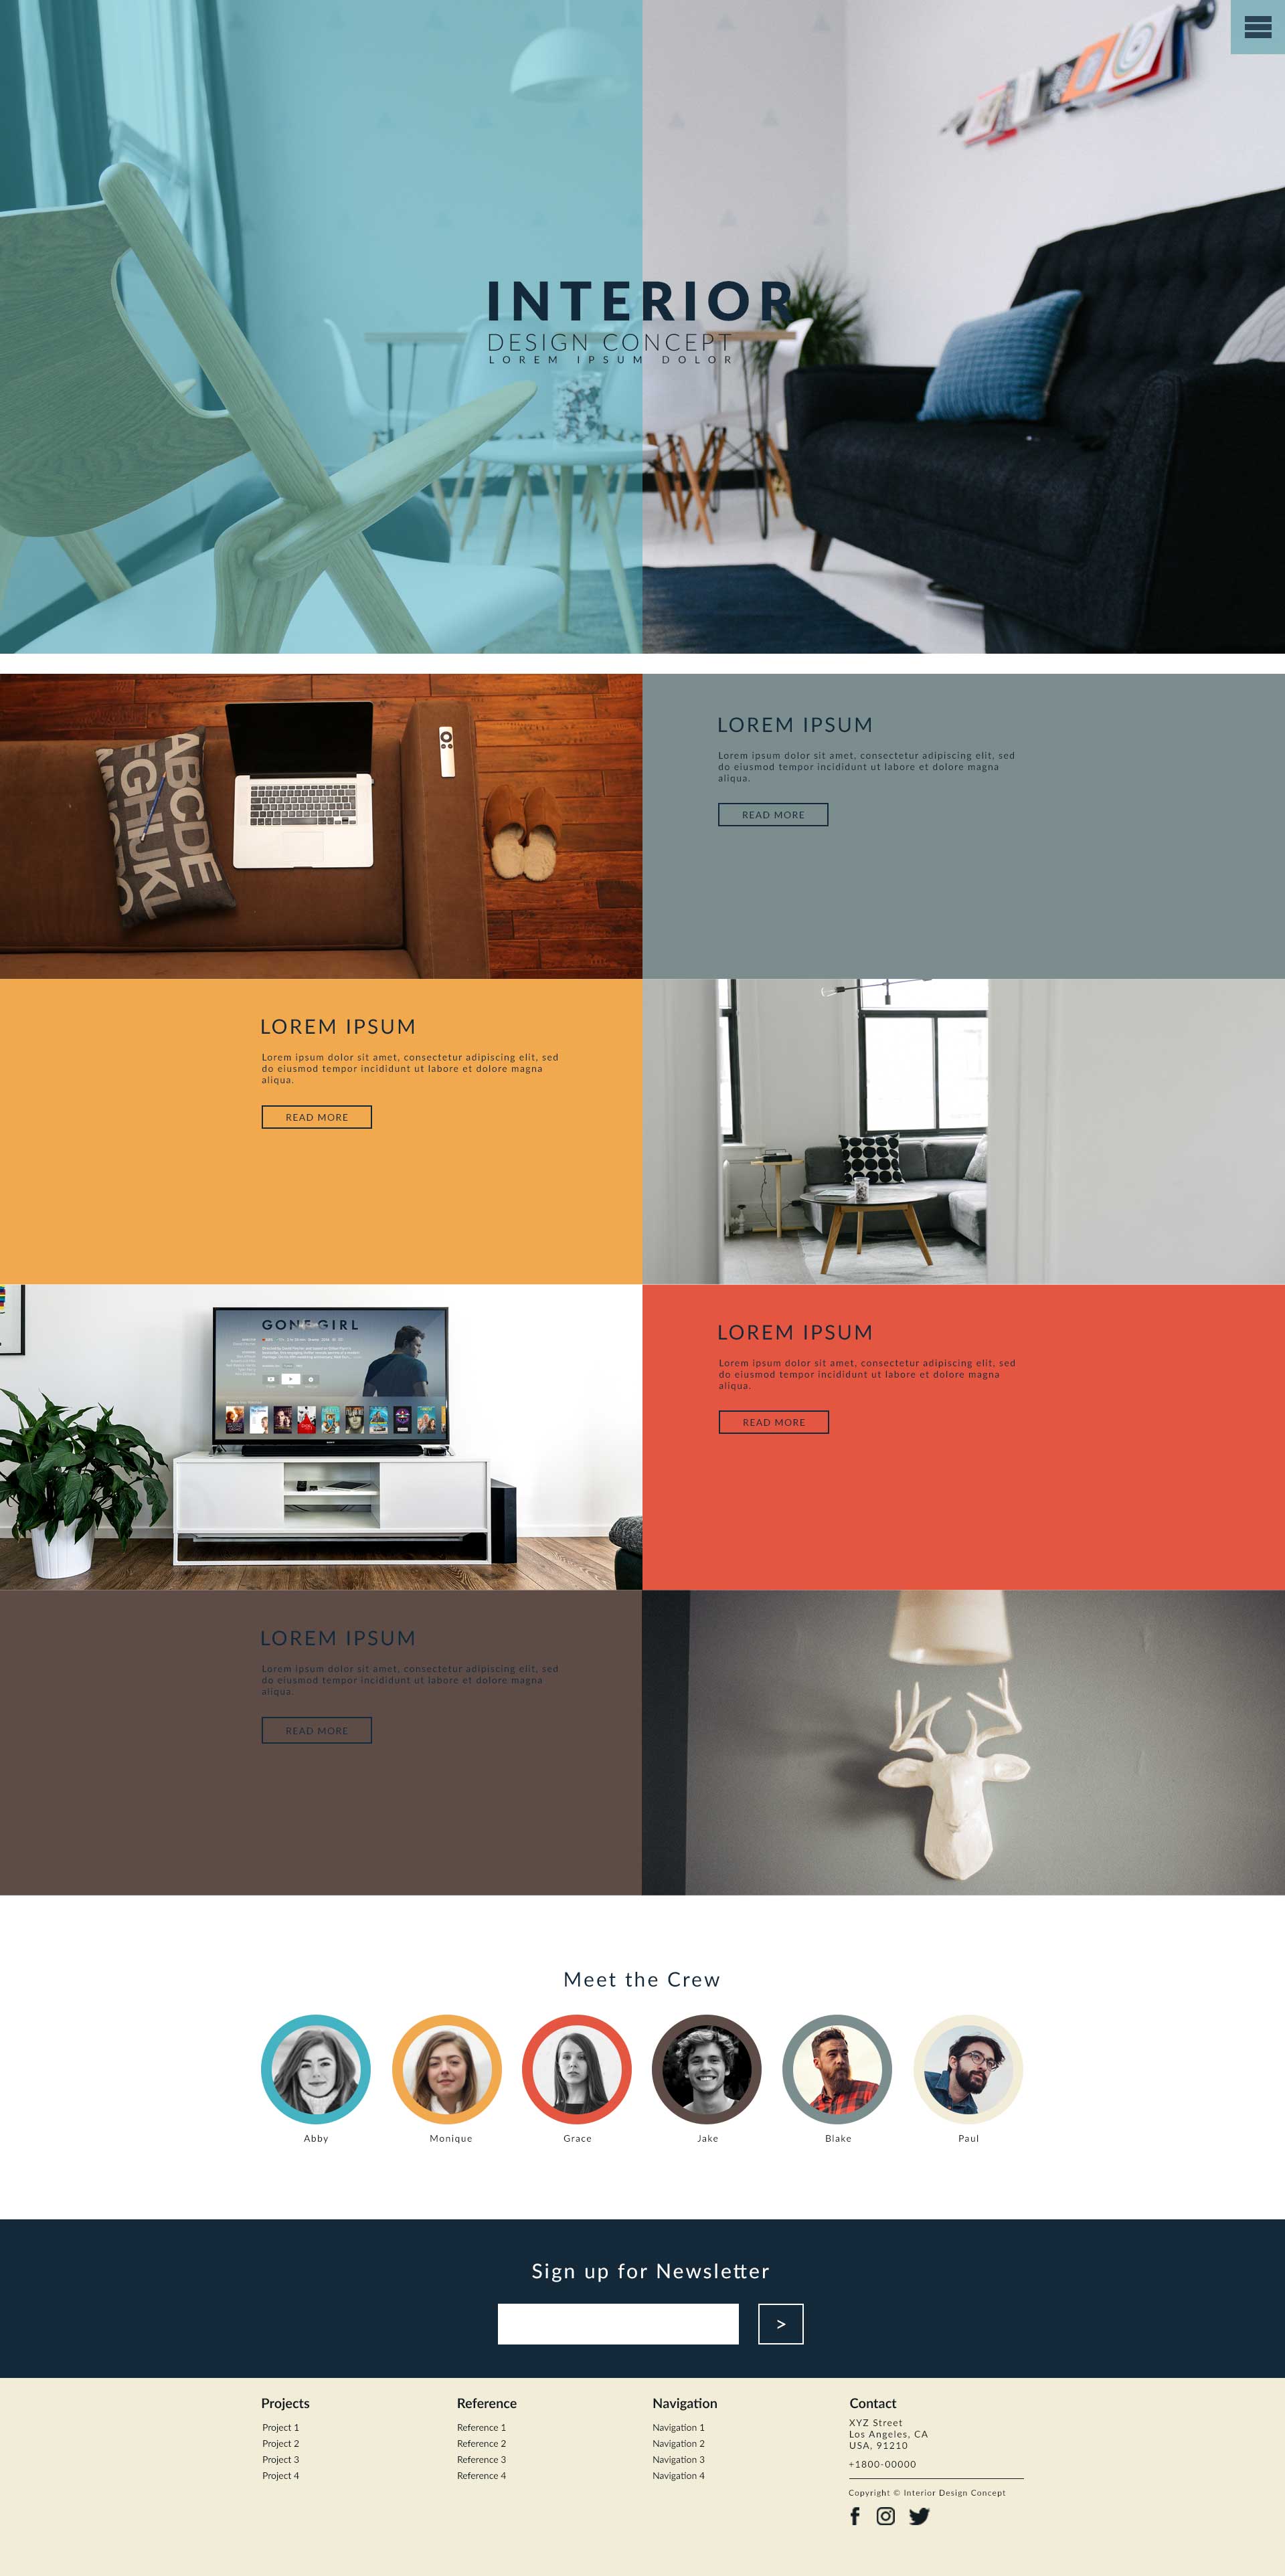 INTERIOR
DESIGN CONCEPT
LOREM IPSUM DOLOR
ABCDE
FGHIJKL
LOREM IPSUM
Lorem ipsum dolor sit amet, consectetur adipiscing elit, sed
do eiusmod tempor incididunt ut labore et dolore magna
aliqua.
READ MORE
LOREM IPSUM
Lorem ipsum dolor sit amet, consectetur adipiscing elit, sed
do eiusmod tempor incididunt ut labore et dolore magna
aliqua.
READ MORE
GONE GIRL
LOREM IPSUM
Lorem ipsum dolor sit amet, consectetur adipiscing elit, sed
do eiusmod tempor incididunt ut labore et dolore magna
aliqua.
READ MORE
LOREM IPSUM
Lorem ipsum dolor sit amet, consectetur adipiscing elit, sed
do eiusmod tempor incididunt ut labore et dolore magna
aliqua.
READ MORE
Meet the Crew
Abby Monique Grace Jake Blake Paul
Sign up for Newsletter
>
Projects
Project 1
Project 2
Project 3
Project 4
Reference
Reference 1
Reference 2
Reference 3
Reference 4
Navigation
Navigation 1
Navigation 2
Navigation 3
Navigation 4
Contact
XYZ Street
Los Angeles, CA
USA, 91210
+1800-00000
Copyright © Interior Design Concept